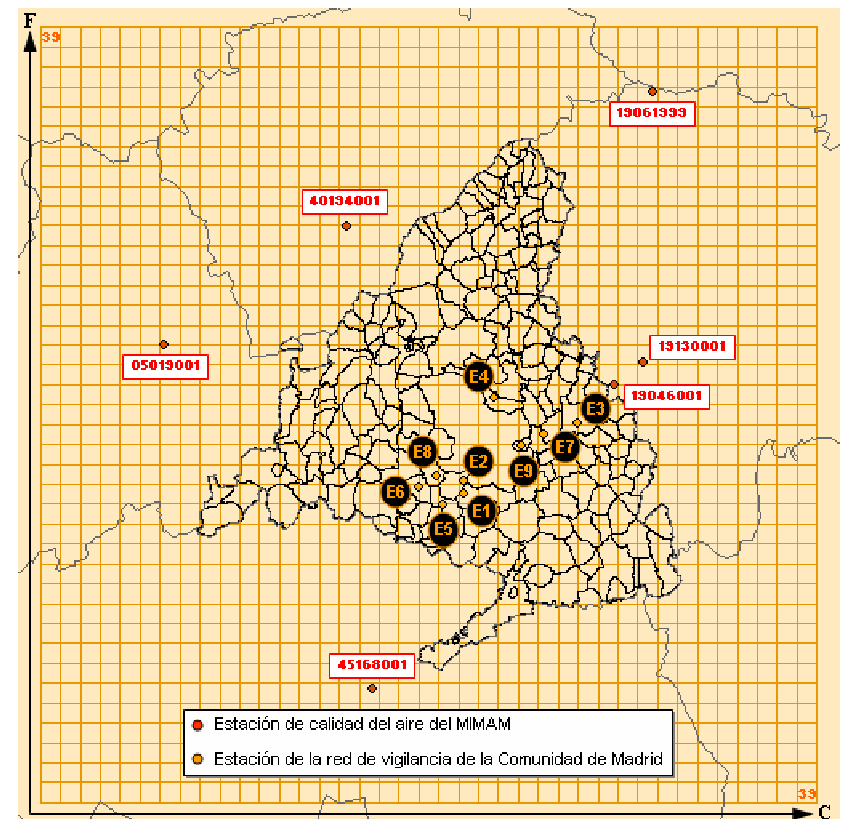 F
39
19061999
40194001
19130001
05019001
19046001
E4
E3
E8
E7
E2
E9
E6
E1
E5
45168001
Estación de calidad del aire del MIMAM
Estación de la red de vigilancia de la Comunidad de Madrid
39
C